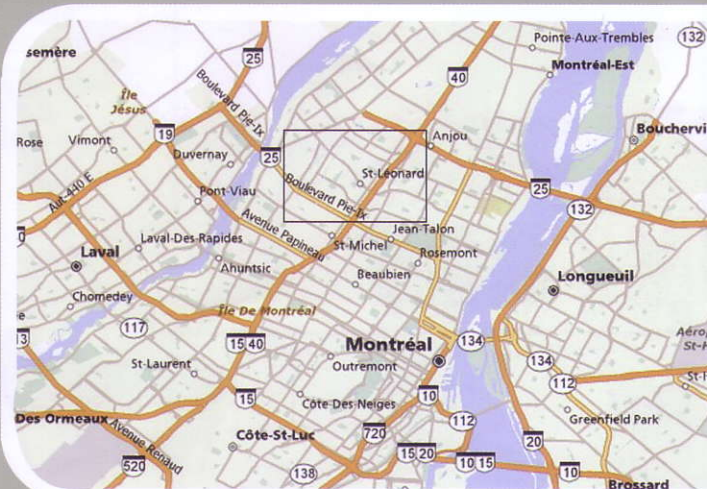 Pointe-Aux-Trembles
132
semère
25
Montréal-Est
40
Boulevard Pie-IX
Île
Jésus
19
Anjou
Bouchervi
Rose
Vimont
Duvernay
25
St-Léonard
25
Aut-440 E
Pont-Viau
Boulevard Pie-IX
132
Avenue Papineau
Jean-Talon
Laval-Des-Rapides
St-Michel
Rosemont
Laval
Ahuntsic
Beaubien
Longueuil
Chomedey
Île De Montréal
117
13
15
40
Montréal
134
Aérop
St-H
134
St-Laurent
Outremont
112
St-H
15
10
Côte-Des-Neiges
Des Ormeaux
112
Greenfield Park
Avenue Renaud
Côte-St-Luc
720
20
15
20
10
15
520
138
10
Brossard